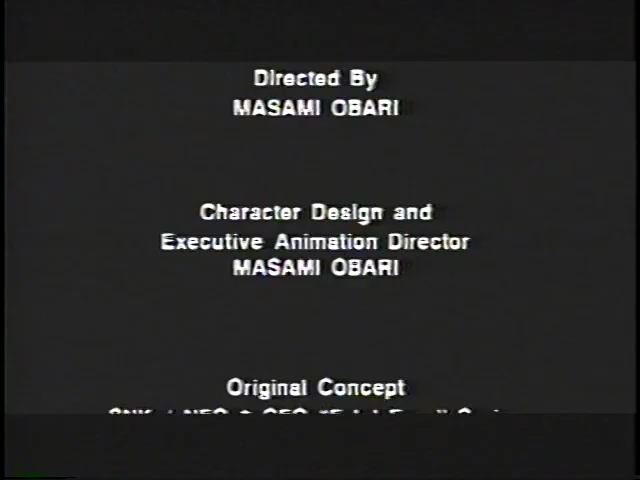 Directed By
MASAMI OBARI
Character Design and
Executive Animation Director
MASAMI OBARI
Original Concept